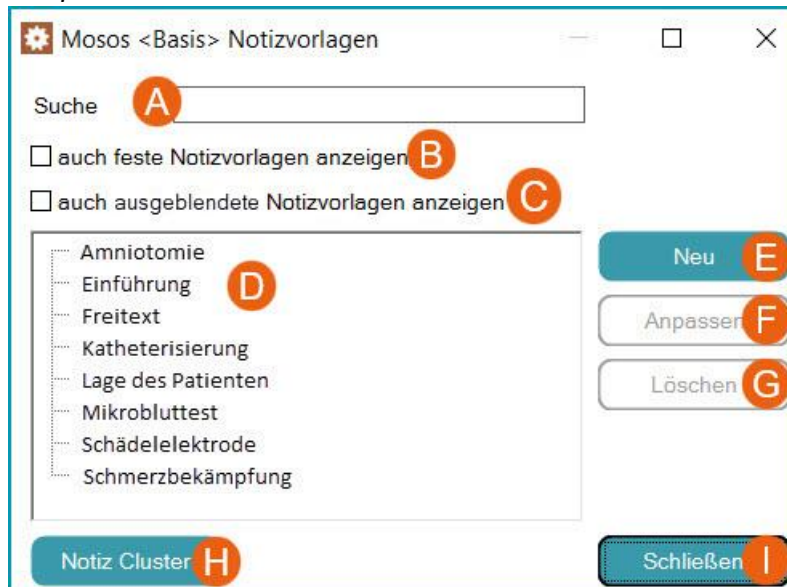 Mosos <Basis> Notizvorlagen
Suche A
auch feste Notizvorlagen anzeigen B
auch ausgeblendete Notizvorlagen anzeigen C
Amniotomie
Einführung D
Freitext
Katheterisierung
Lage des Patienten
Mikrobluttest
Schädelelektrode
Schmerzbekämpfung
Neu E
Anpassen F
Löschen G
Notiz Cluster H
Schließen I